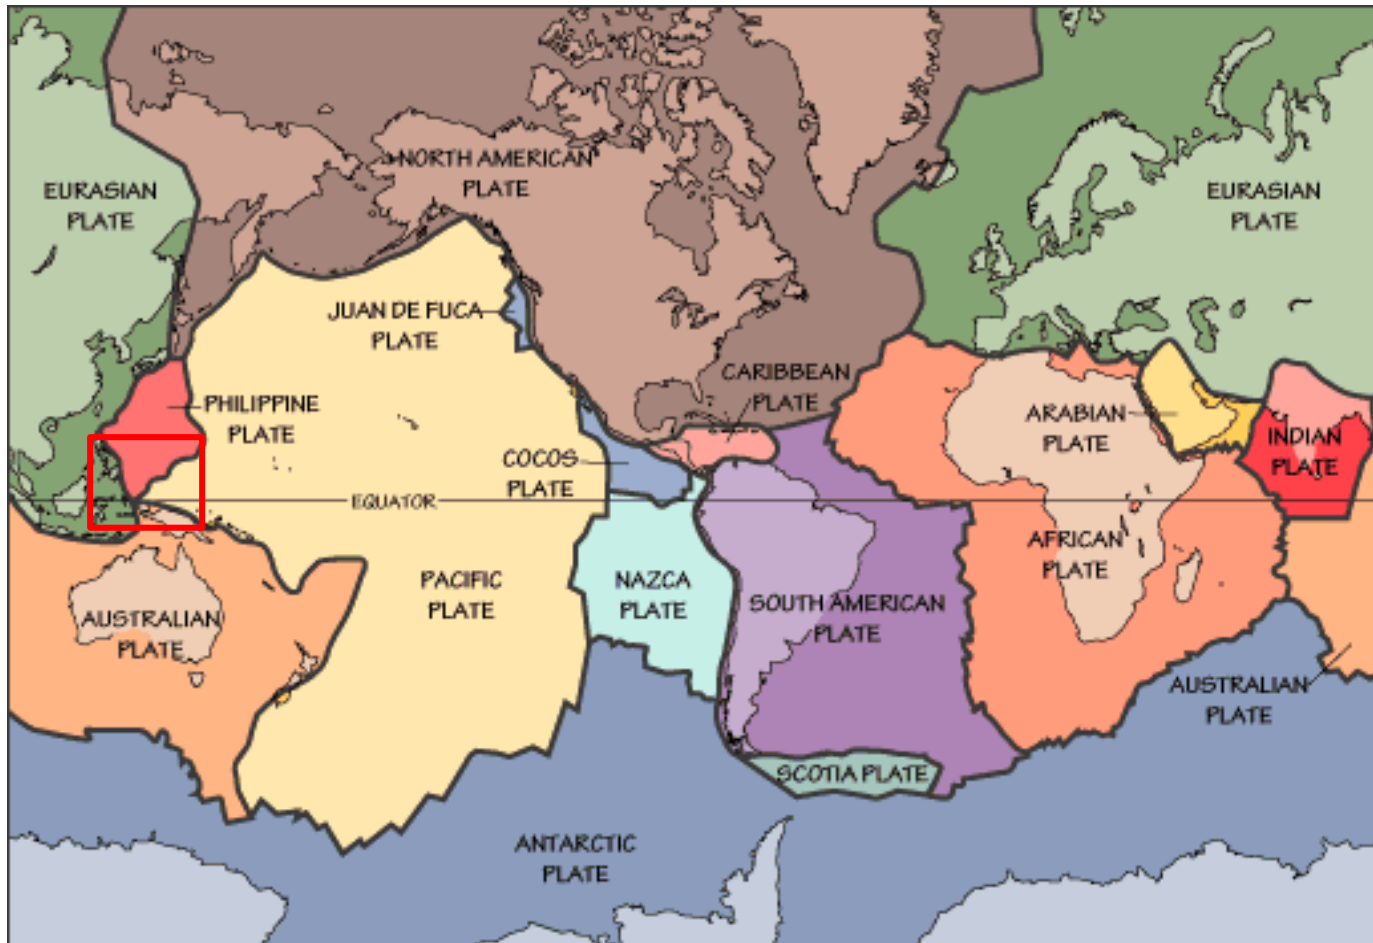 NORTH AMERICAN
PLATE
EURASIAN
PLATE
EURASIAN
PLATE
JUAN DE FUCA
PLATE
CARIBBEAN
PLATE
PHILIPPINE
PLATE
ARABIAN
PLATE
INDIAN
PLATE
COCOS
PLATE
EQUATOR
AFRICAN
PLATE
PACIFIC
PLATE
NAZCA
PLATE
SOUTH AMERICAN
PLATE
AUSTRALIAN
PLATE
AUSTRALIAN
PLATE
SCOTIA PLATE
ANTARCTIC
PLATE